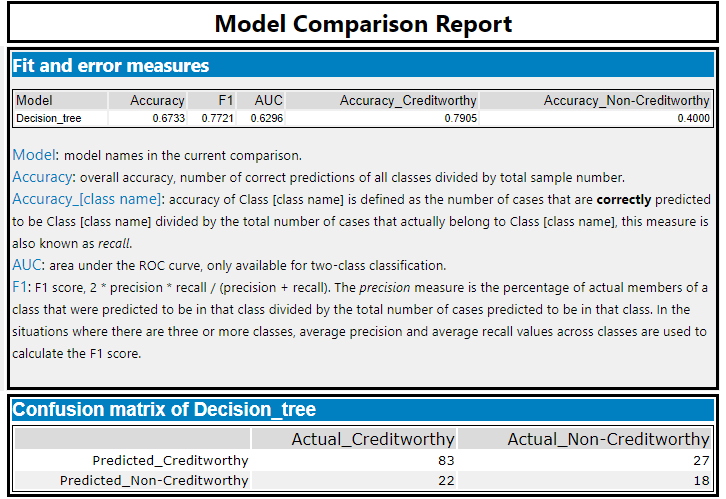 Model Comparison Report
Fit and error measures
Model Accuracy F1 AUC Accuracy_Creditworthy Accuracy_Non-Creditworthy
Decision_tree 0.6733 0.7721 0.6296 0.7905 0.4000
Model: model names in the current comparison.
Accuracy: overall accuracy, number of correct predictions of all classes divided by total sample number.
Accuracy_[class name]: accuracy of Class [class name] is defined as the number of cases that are correctly predicted
to be Class [class name] divided by the total number of cases that actually belong to Class [class name], this measure is
also known as recall.
AUC: area under the ROC curve, only available for two-class classification.
F1: F1 score, 2 * precision * recall / (precision + recall). The precision measure is the percentage of actual members of a
class that were predicted to be in that class divided by the total number of cases predicted to be in that class. In the
situations where there are three or more classes, average precision and average recall values across classes are used to
calculate the F1 score.
Confusion matrix of Decision_tree
Actual_Creditworthy Actual_Non-Creditworthy
Predicted_Creditworthy 83 27
Predicted_Non-Creditworthy 22 18